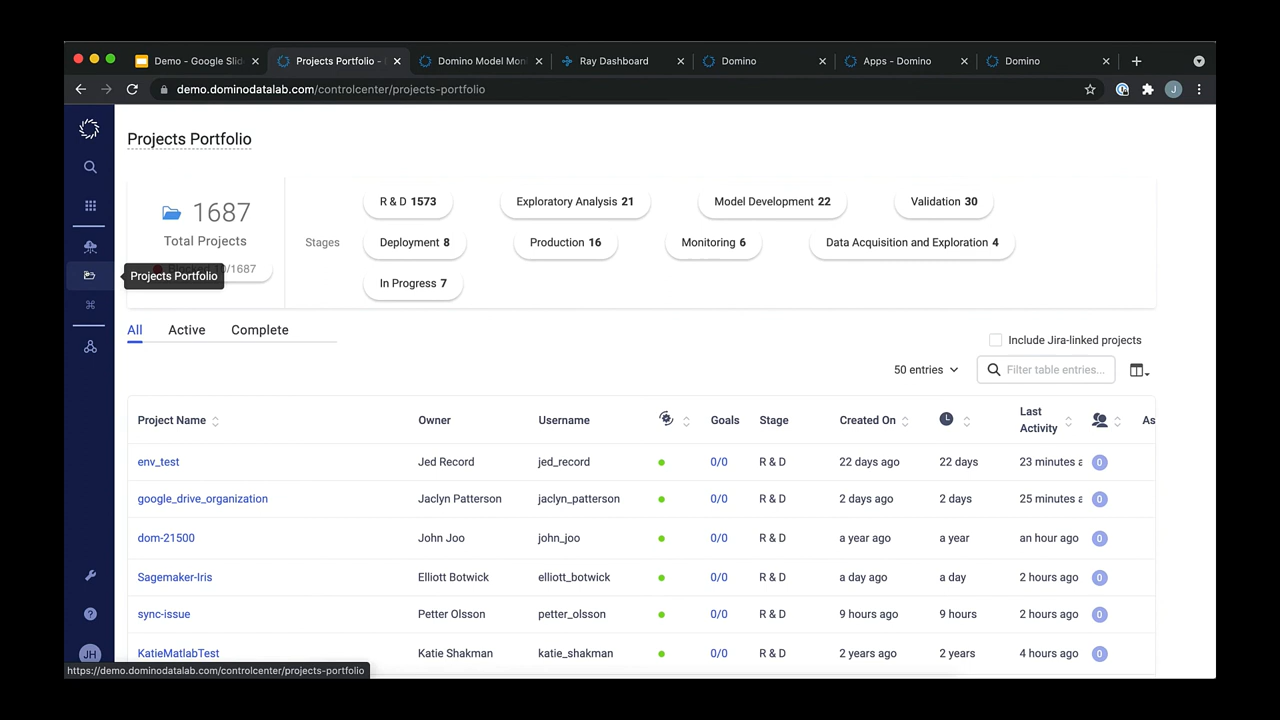 Demo - Google Slid
Projects Portfolio -
Domino Model Mon
Ray Dashboard
Domino
Apps - Domino
Domino
demo.dominodatalab.com/controlcenter/projects-portfolio
J
Projects Portfolio
1687
Total Projects
10/1687
Projects Portfolio
Stages
R & D 1573
Exploratory Analysis 21
Model Development 22
Validation 30
Deployment 8
Production 16
Monitoring 6
Data Acquisition and Exploration 4
In Progress 7
All Active Complete
Include Jira-linked projects
50 entries
Filter table entries...
Project Name Owner Username Goals Stage Created On Last Activity As
env_test Jed Record jed_record 0/0 R & D 22 days ago 22 days 23 minutes a 0
google_drive_organization Jaclyn Patterson jaclyn_patterson 0/0 R & D 2 days ago 2 days 25 minutes a 0
dom-21500 John Joo john_joo 0/0 R & D a year ago a year an hour ago 0
Sagemaker-Iris Elliott Botwick elliott_botwick 0/0 R & D a day ago a day 2 hours ago 0
sync-issue Petter Olsson petter_olsson 0/0 R & D 9 hours ago 9 hours 2 hours ago 0
KatieMatlabTest Katie Shakman katie_shakman 0/0 R & D 2 years ago 2 years 4 hours ago 0
JH
https://demo.dominodatalab.com/controlcenter/projects-portfolio